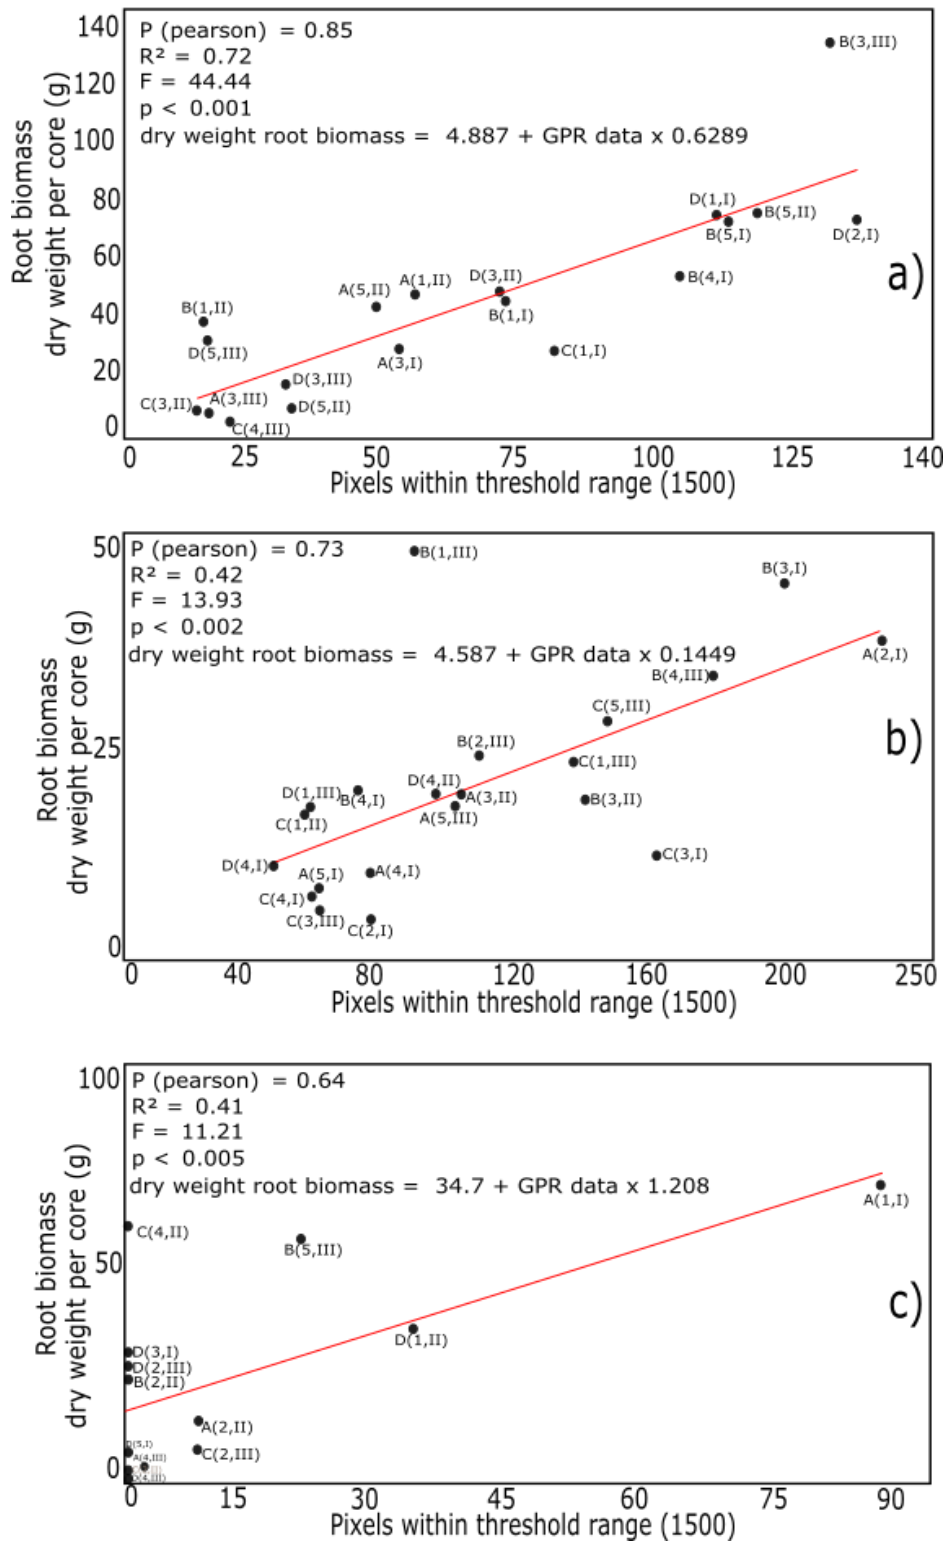 140
120
100
80
60
40
20
0
Root biomass
dry weight per core (g)
P (pearson) = 0.85
R² = 0.72
F = 44.44
p < 0.001
dry weight root biomass = 4.887 + GPR data x 0.6289
B(3,III)
D(1,I)
B(5,II)
B(5,I)
D(2,I)
a)
B(4,I)
A(1,II)
D(3,II)
A(5,II)
B(1,II)
B(1,I)
D(5,III)
A(3,I)
C(1,I)
D(3,III)
C(3,II)
A(3,III)
D(5,II)
C(4,III)
0 25 50 75 100 125 140
Pixels within threshold range (1500)
50
25
0
Root biomass
dry weight per core (g)
P (pearson) = 0.73
R² = 0.42
F = 13.93
p < 0.002
dry weight root biomass = 4.587 + GPR data x 0.1449
B(1,III)
B(3,I)
A(2,I)
B(4,III)
C(5,III)
b)
B(2,III)
C(1,III)
D(4,II)
D(1,III)
B(4,I)
A(3,II)
B(3,II)
A(5,III)
C(1,II)
C(3,I)
D(4,I)
A(5,I)
A(4,I)
C(4,I)
C(3,III)
C(2,I)
0 40 80 120 160 200 250
Pixels within threshold range (1500)
100
50
0
Root biomass
dry weight per core (g)
P (pearson) = 0.64
R² = 0.41
F = 11.21
p < 0.005
dry weight root biomass = 34.7 + GPR data x 1.208
A(1,I)
C(4,II)
B(5,III)
c)
D(1,II)
D(3,I)
D(2,III)
B(2,II)
A(2,II)
D(5,I)
C(2,III)
A(4,III)
D(4,III)
0 15 30 45 60 75 90
Pixels within threshold range (1500)